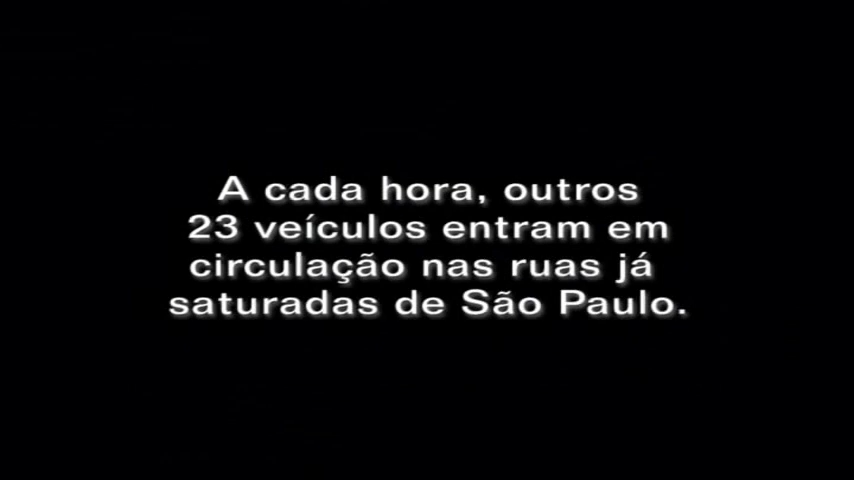 A cada hora, outros
23 veículos entram em
circulação nas ruas já
saturadas de São Paulo.